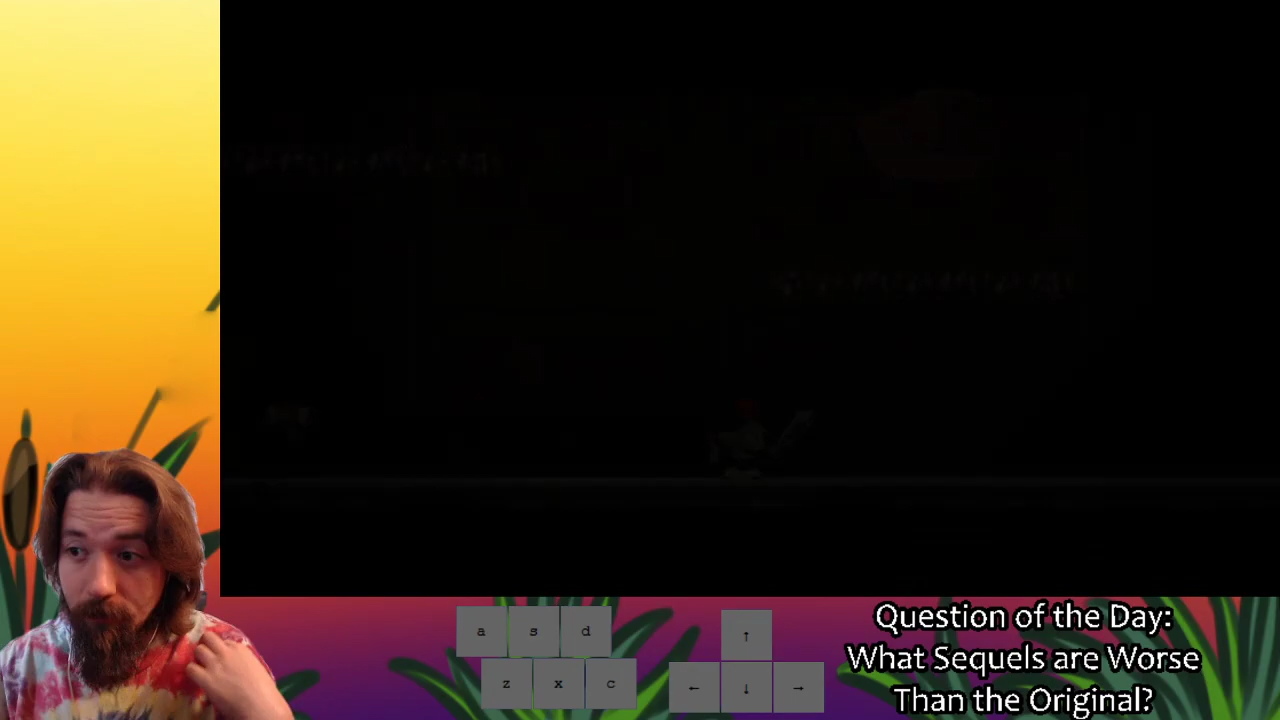 a s d
↑
z x c
← ↓ →
Question of the Day:
What Sequels are Worse
Than the Original?